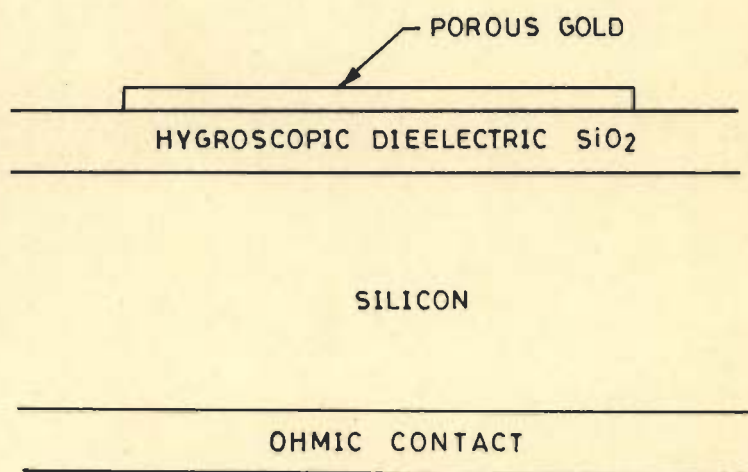 POROUS GOLD
HYGROSCOPIC DIEELECTRIC SiO2
SILICON
OHMIC CONTACT